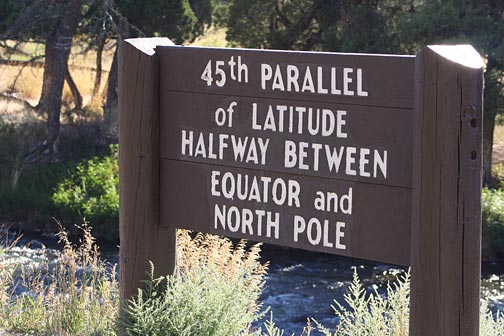 45th PARALLEL
of LATITUDE
HALFWAY BETWEEN
EQUATOR and
NORTH POLE